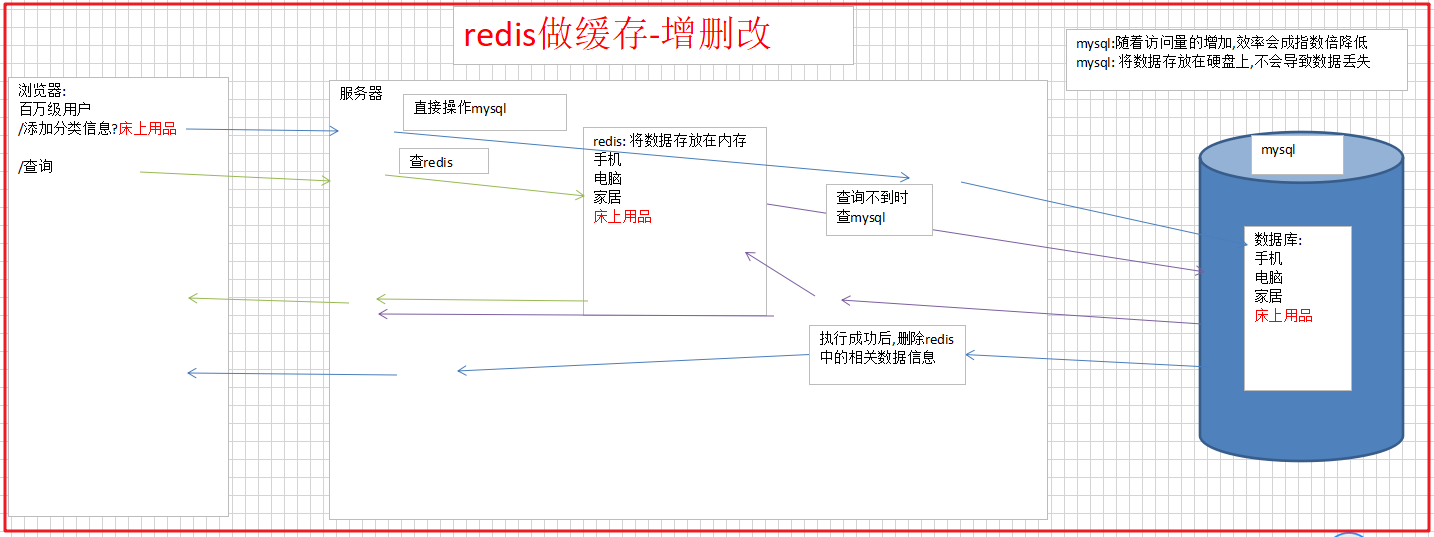 redis做缓存-增删改
mysql:随着访问量的增加,效率会成指数倍降低
mysql: 将数据存放在硬盘上,不会导致数据丢失
浏览器:
百万级用户
/添加分类信息?床上用品
/查询
服务器
直接操作mysql
查redis
redis: 将数据存放在内存
手机
电脑
家居
床上用品
查询不到时
查mysql
执行成功后,删除redis
中的相关数据信息
mysql
数据库:
手机
电脑
家居
床上用品